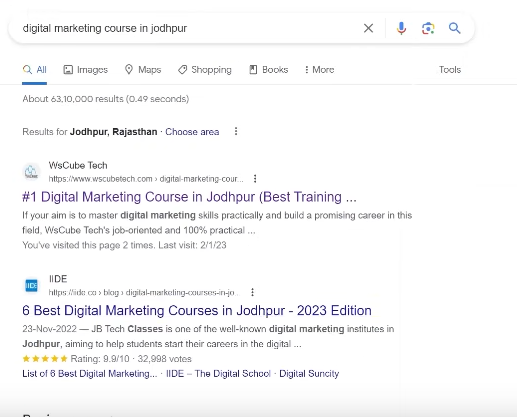 digital marketing course in jodhpur
All Images Maps Shopping Books More Tools
About 63,10,000 results (0.49 seconds)
Results for Jodhpur, Rajasthan · Choose area
WsCube Tech
https://www.wscubetech.com › digital-marketing-cour...
#1 Digital Marketing Course in Jodhpur (Best Training ...
If your aim is to master digital marketing skills practically and build a promising career in this
field, WsCube Tech's job-oriented and 100% practical ...
You've visited this page 2 times. Last visit: 2/1/23
IIDE
https://iide.co › blog › digital-marketing-courses-in-jo...
6 Best Digital Marketing Courses in Jodhpur - 2023 Edition
23-Nov-2022 — JB Tech Classes is one of the well-known digital marketing institutes in
Jodhpur, aiming to help students start their careers in the digital ...
Rating: 9.9/10 · 32,998 votes
List of 6 Best Digital Marketing... · IIDE – The Digital School · Digital Suncity